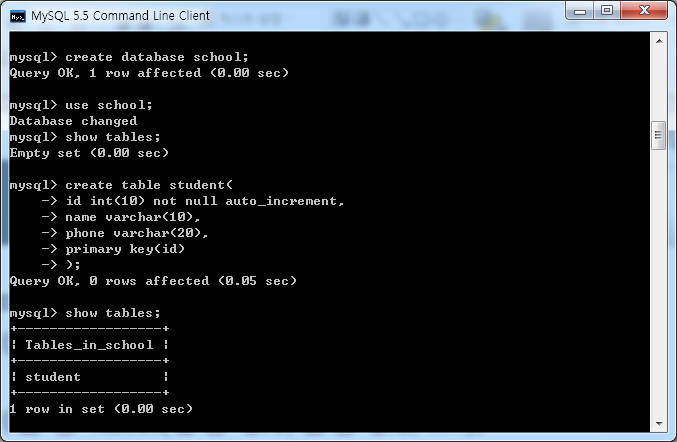 MySQL 5.5 Command Line Client
mysql> create database school;
Query OK, 1 row affected (0.00 sec)
mysql> use school;
Database changed
mysql> show tables;
Empty set (0.00 sec)
mysql> create table student(
    -> id int(10) not null auto_increment,
    -> name varchar(10),
    -> phone varchar(20),
    -> primary key(id)
    -> );
Query OK, 0 rows affected (0.05 sec)
mysql> show tables;
+------------------+
| Tables_in_school |
+------------------+
| student          |
+------------------+
1 row in set (0.00 sec)